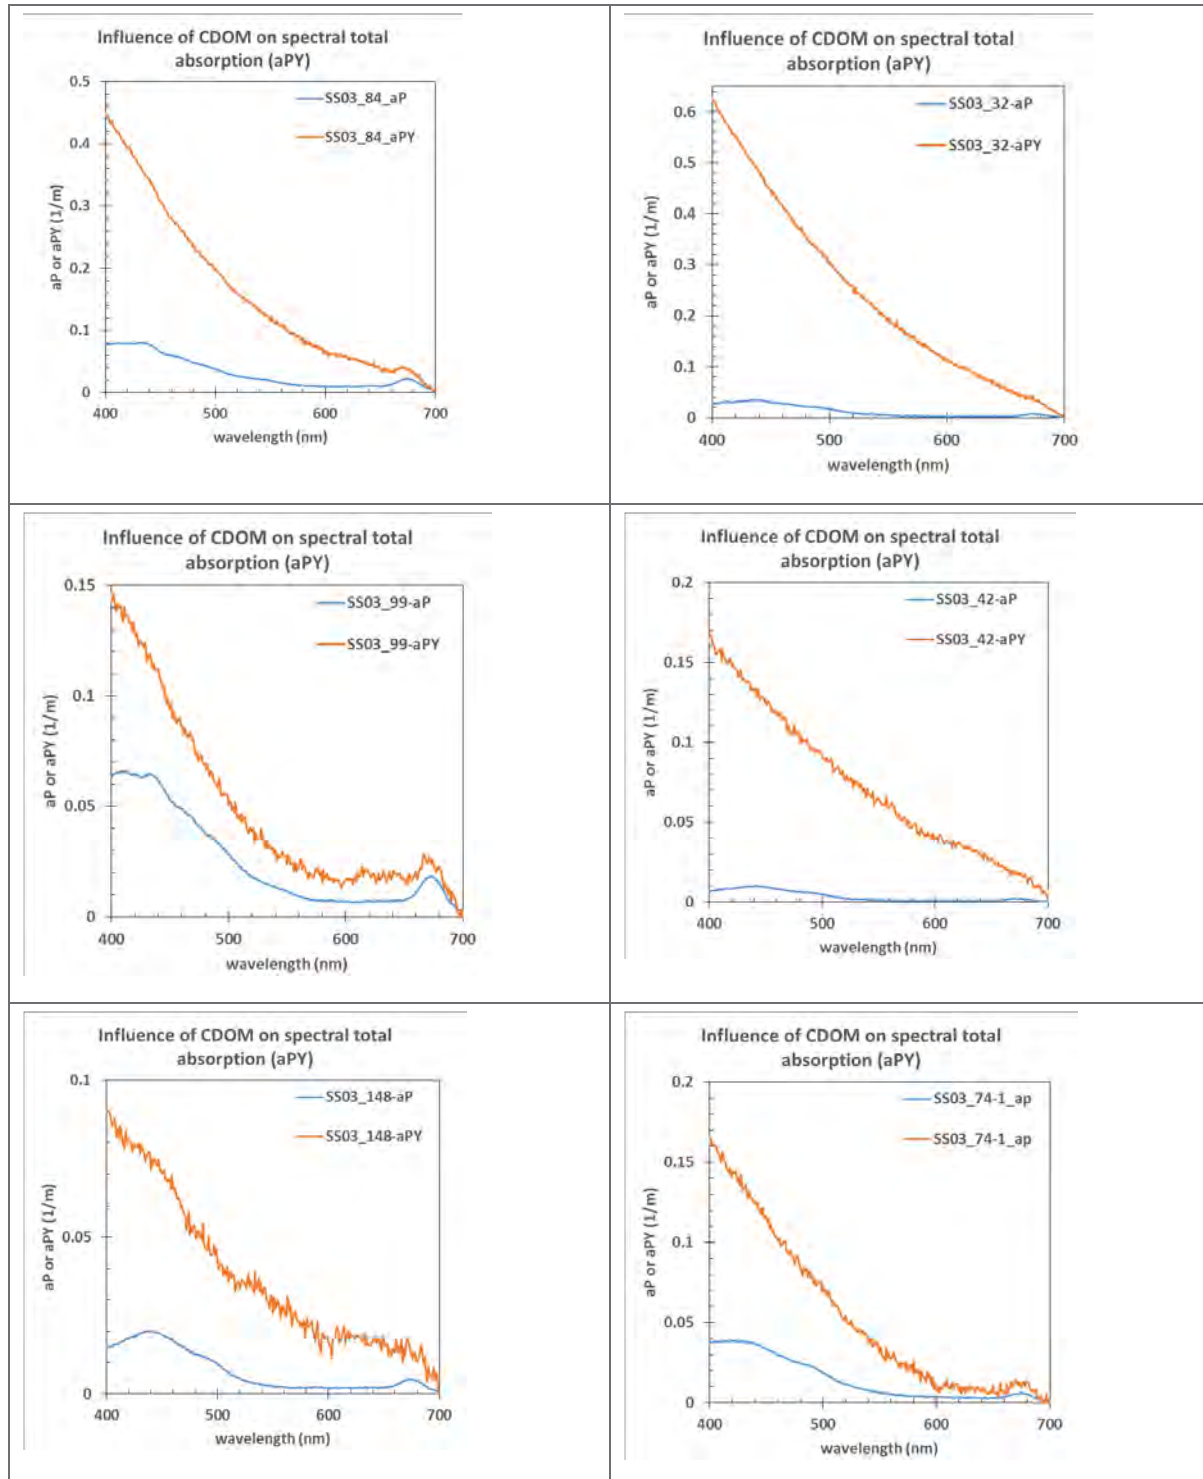 Influence of CDOM on spectral total
absorption (aPY)
0.5
0.4
0.3
0.2
0.1
0
aP or aPY (1/m)
SS03_84_aP
SS03_84_aPY
400
500
600
700
wavelength (nm)
Influence of CDOM on spectral total
absorption (aPY)
0.6
0.5
0.4
0.3
0.2
0.1
0
aP or aPY (1/m)
SS03_32-aP
SS03_32-aPY
400
500
600
700
wavelength (nm)
Influence of CDOM on spectral total
absorption (aPY)
0.15
0.1
0.05
0
aP or aPY (1/m)
SS03_99-aP
SS03_99-aPY
400
500
600
700
wavelength (nm)
Influence of CDOM on spectral total
absorption (aPY)
0.2
0.15
0.1
0.05
0
aP or aPY (1/m)
SS03_42-aP
SS03_42-aPY
400
500
600
700
wavelength (nm)
Influence of CDOM on spectral total
absorption (aPY)
0.1
0.05
0
aP or aPY (1/m)
SS03_148-aP
SS03_148-aPY
400
500
600
700
wavelength (nm)
Influence of CDOM on spectral total
absorption (aPY)
0.2
0.15
0.1
0.05
0
aP or aPY (1/m)
SS03_74-1_ap
SS03_74-1_ap
400
500
600
700
wavelength (nm)